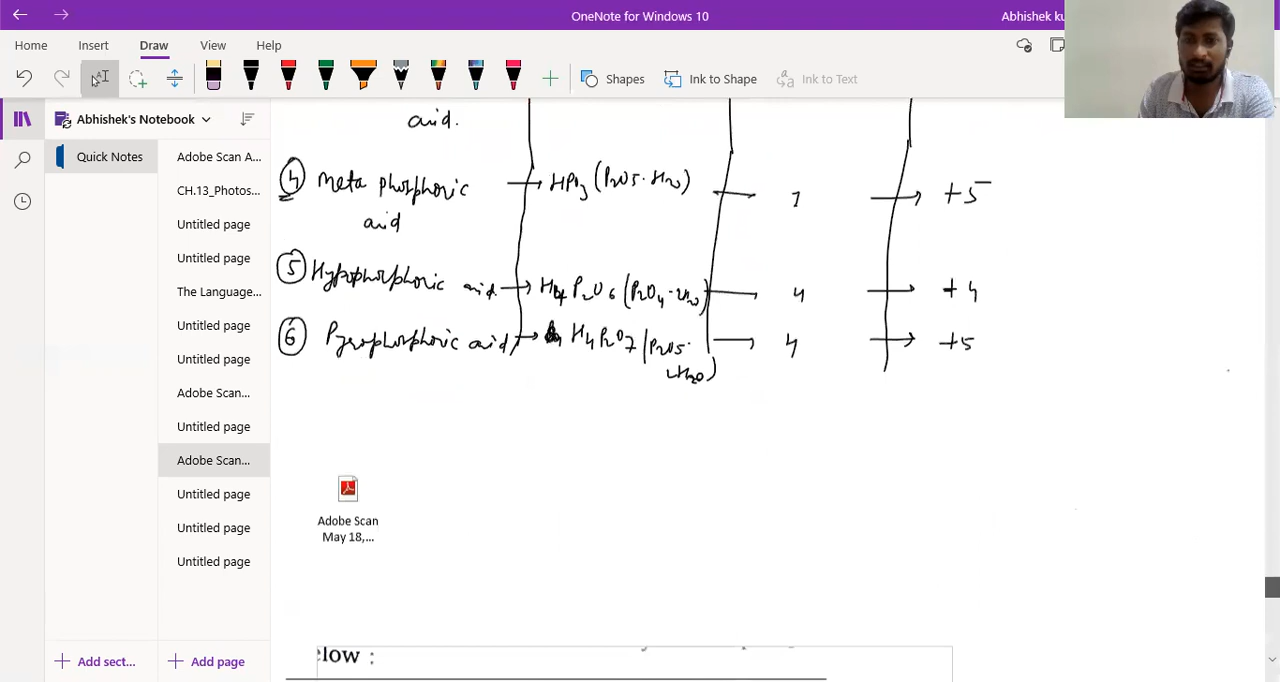 OneNote for Windows 10
Abhishek ku
Home Insert Draw View Help
Shapes Ink to Shape Ink to Text
Abhishek's Notebook
Quick Notes
Adobe Scan A...
CH.13_Photos...
Untitled page
Untitled page
The Language...
Untitled page
Untitled page
Adobe Scan...
Untitled page
Adobe Scan...
Untitled page
Untitled page
Untitled page
Add sect... Add page
acid.
④ Meta phosphoric → HPO3 (P2O5·H2O) — 1 → +5
acid
⑤ Hypophosphoric acid → H4P2O6 (P2O4·2H2O) — 4 → +4
⑥ Pyrophosphoric acid → H4P2O7 (P2O5· → 4 → +5
2H2O)
Adobe Scan
May 18,...
elow :